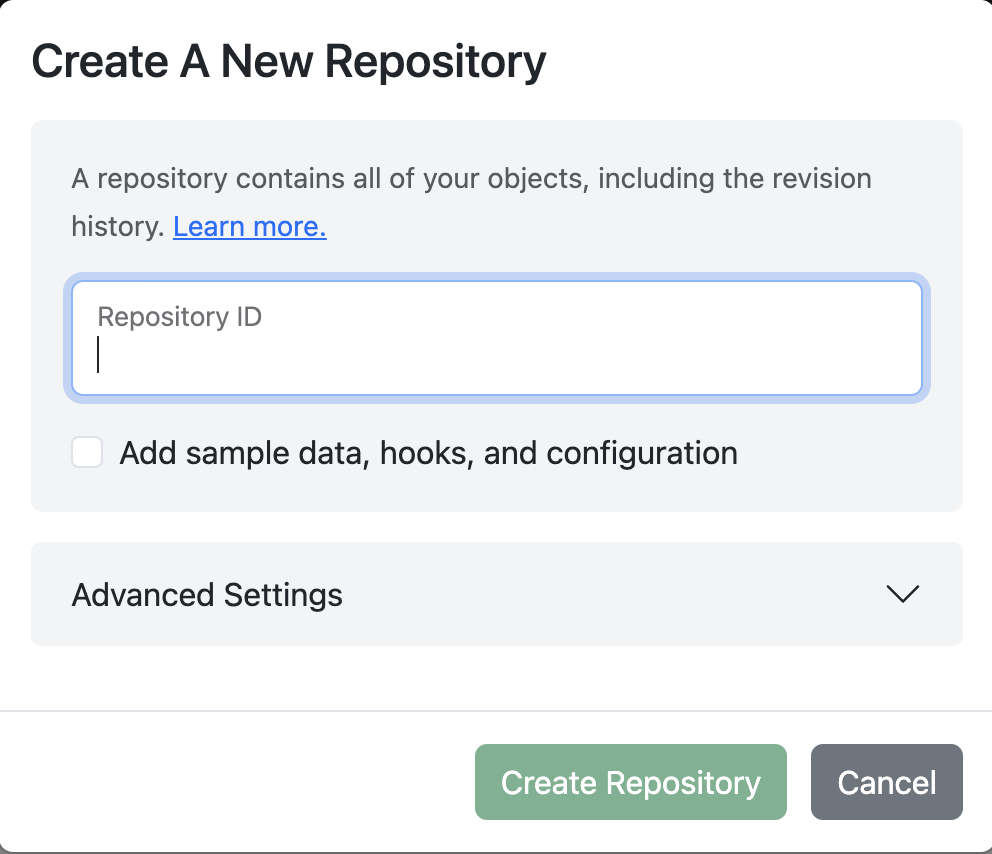 Create A New Repository
A repository contains all of your objects, including the revision
history. Learn more.
Repository ID
Add sample data, hooks, and configuration
Advanced Settings
Create Repository
Cancel